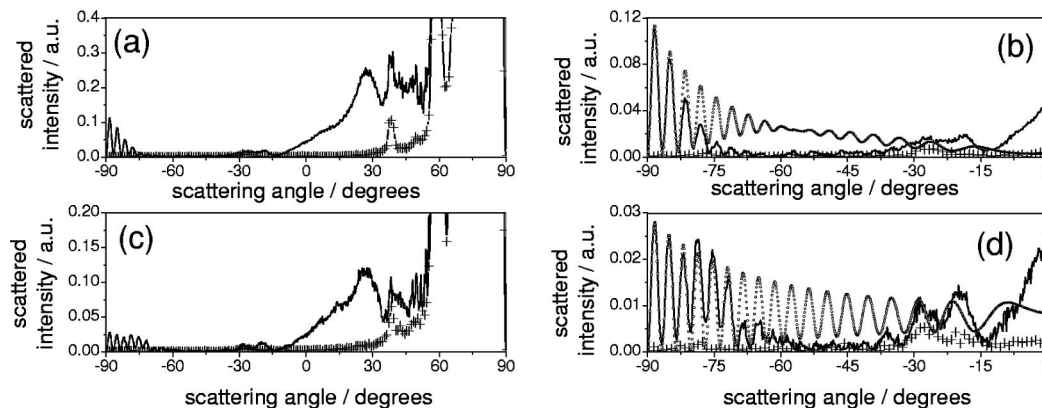 (a)
scattered
intensity / a.u.
0.4
0.3
0.2
0.1
0.0
-90 -60 -30 0 30 60 90
scattering angle / degrees
(b)
scattered
intensity / a.u.
0.12
0.08
0.04
0.00
-90 -75 -60 -45 -30 -15
scattering angle / degrees
(c)
scattered
intensity / a.u.
0.20
0.15
0.10
0.05
0.00
-90 -60 -30 0 30 60 90
scattering angle / degrees
(d)
scattered
intensity / a.u.
0.03
0.02
0.01
0.00
-90 -75 -60 -45 -30 -15
scattering angle / degrees